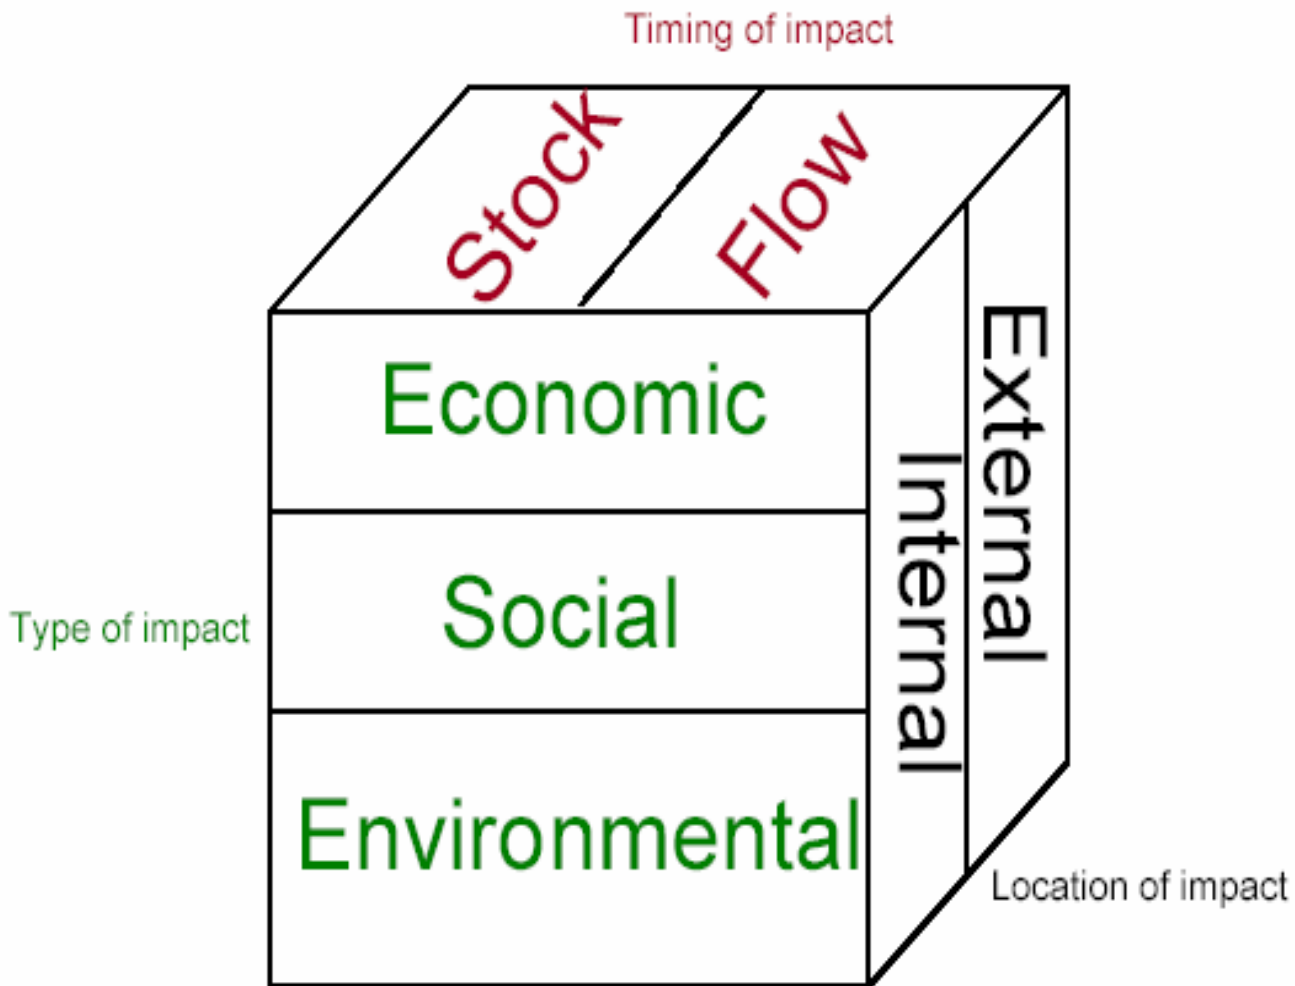 Timing of impact
Stock
Flow
Economic
Social
Environmental
Type of impact
Internal
External
Location of impact